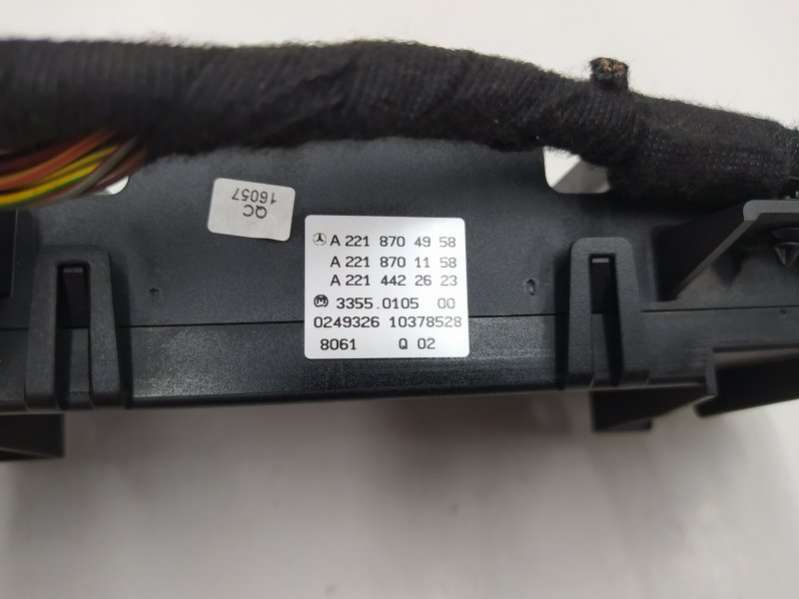 QC
16057
A 221 870 49 58
A 221 870 11 58
A 221 442 26 23
3355.0105 00
0249326 10378528
8061 Q 02